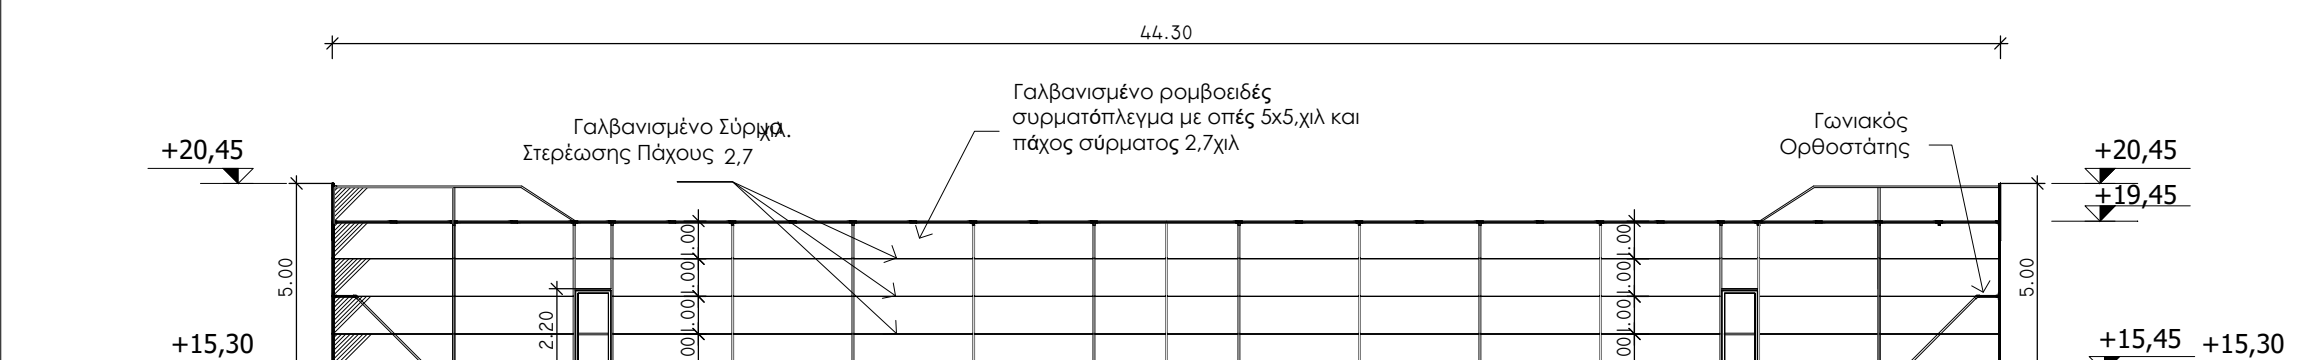 44.30
Γαλβανισμένο ρομβοειδές
συρματόπλεγμα με οπές 5x5,χιλ και
πάχος σύρματος 2,7χιλ
Γαλβανισμένο Σύρμα χιλ.
Στερέωσης Πάχους 2,7
Γωνιακός
Ορθοστάτης
+20,45
+20,45
+19,45
1.00
1.00
1.00
1.00
1.00
1.00
5.00
5.00
2.20
+15,30
+15,45
+15,30